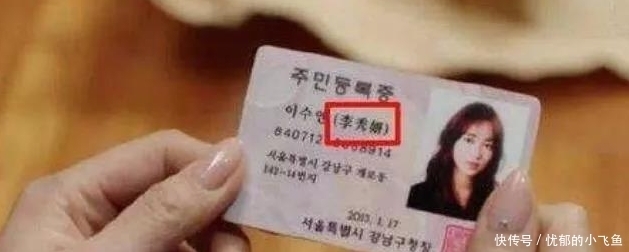 주민등록증
이수연 (李秀妍)
840712
서울특별시 강남구 개포동
2013. 1. 17
서울특별시 강남구청장
快传号 / 忧郁的小飞鱼